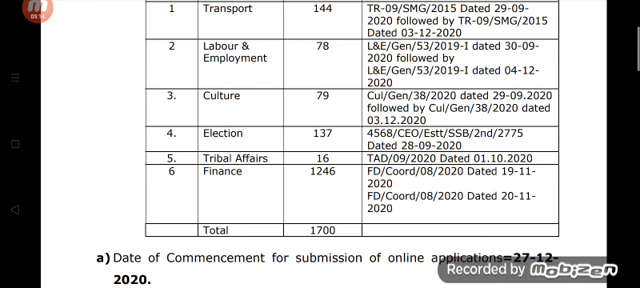 05:56
1 Transport 144 TR-09/SMG/2015 Dated 29-09-
2020 followed by TR-09/SMG/2015
Dated 03-12-2020
2 Labour & 78 L&E/Gen/53/2019-I dated 30-09-
Employment 2020 followed by
L&E/Gen/53/2019-I dated 04-12-
2020
3. Culture 79 Cul/Gen/38/2020 dated 29-09.2020
followed by Cul/Gen/38/2020 dated
03.12.2020
4. Election 137 4568/CEO/Estt/SSB/2nd/2775
Dated 28-09-2020
5. Tribal Affairs 16 TAD/09/2020 Dated 01.10.2020
6 Finance 1246 FD/Coord/08/2020 Dated 19-11-
2020
FD/Coord/08/2020 Dated 20-11-
2020
Total 1700
a) Date of Commencement for submission of online applications=27-12-
2020.
Recorded by mobizen